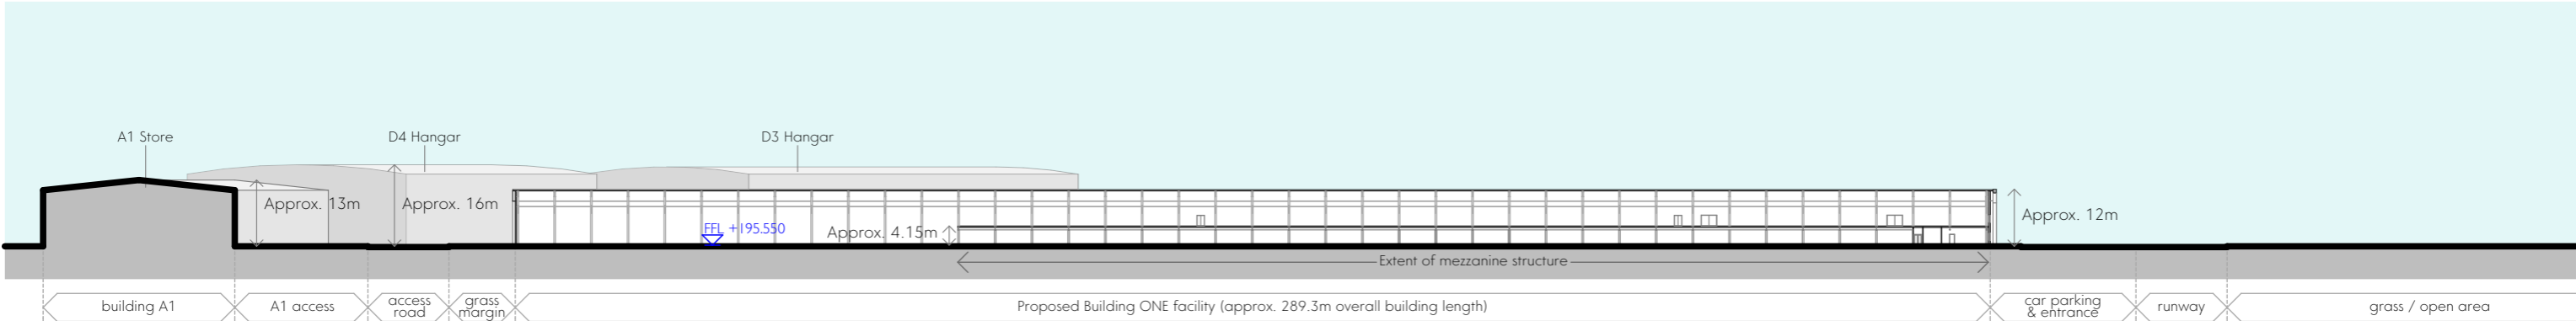 A1 Store
D4 Hangar
D3 Hangar
Approx. 13m
Approx. 16m
FFL +195.550
Approx. 4.15m
Approx. 12m
Extent of mezzanine structure
building A1
A1 access
access
road
grass
margin
Proposed Building ONE facility (approx. 289.3m overall building length)
car parking
& entrance
runway
grass / open area